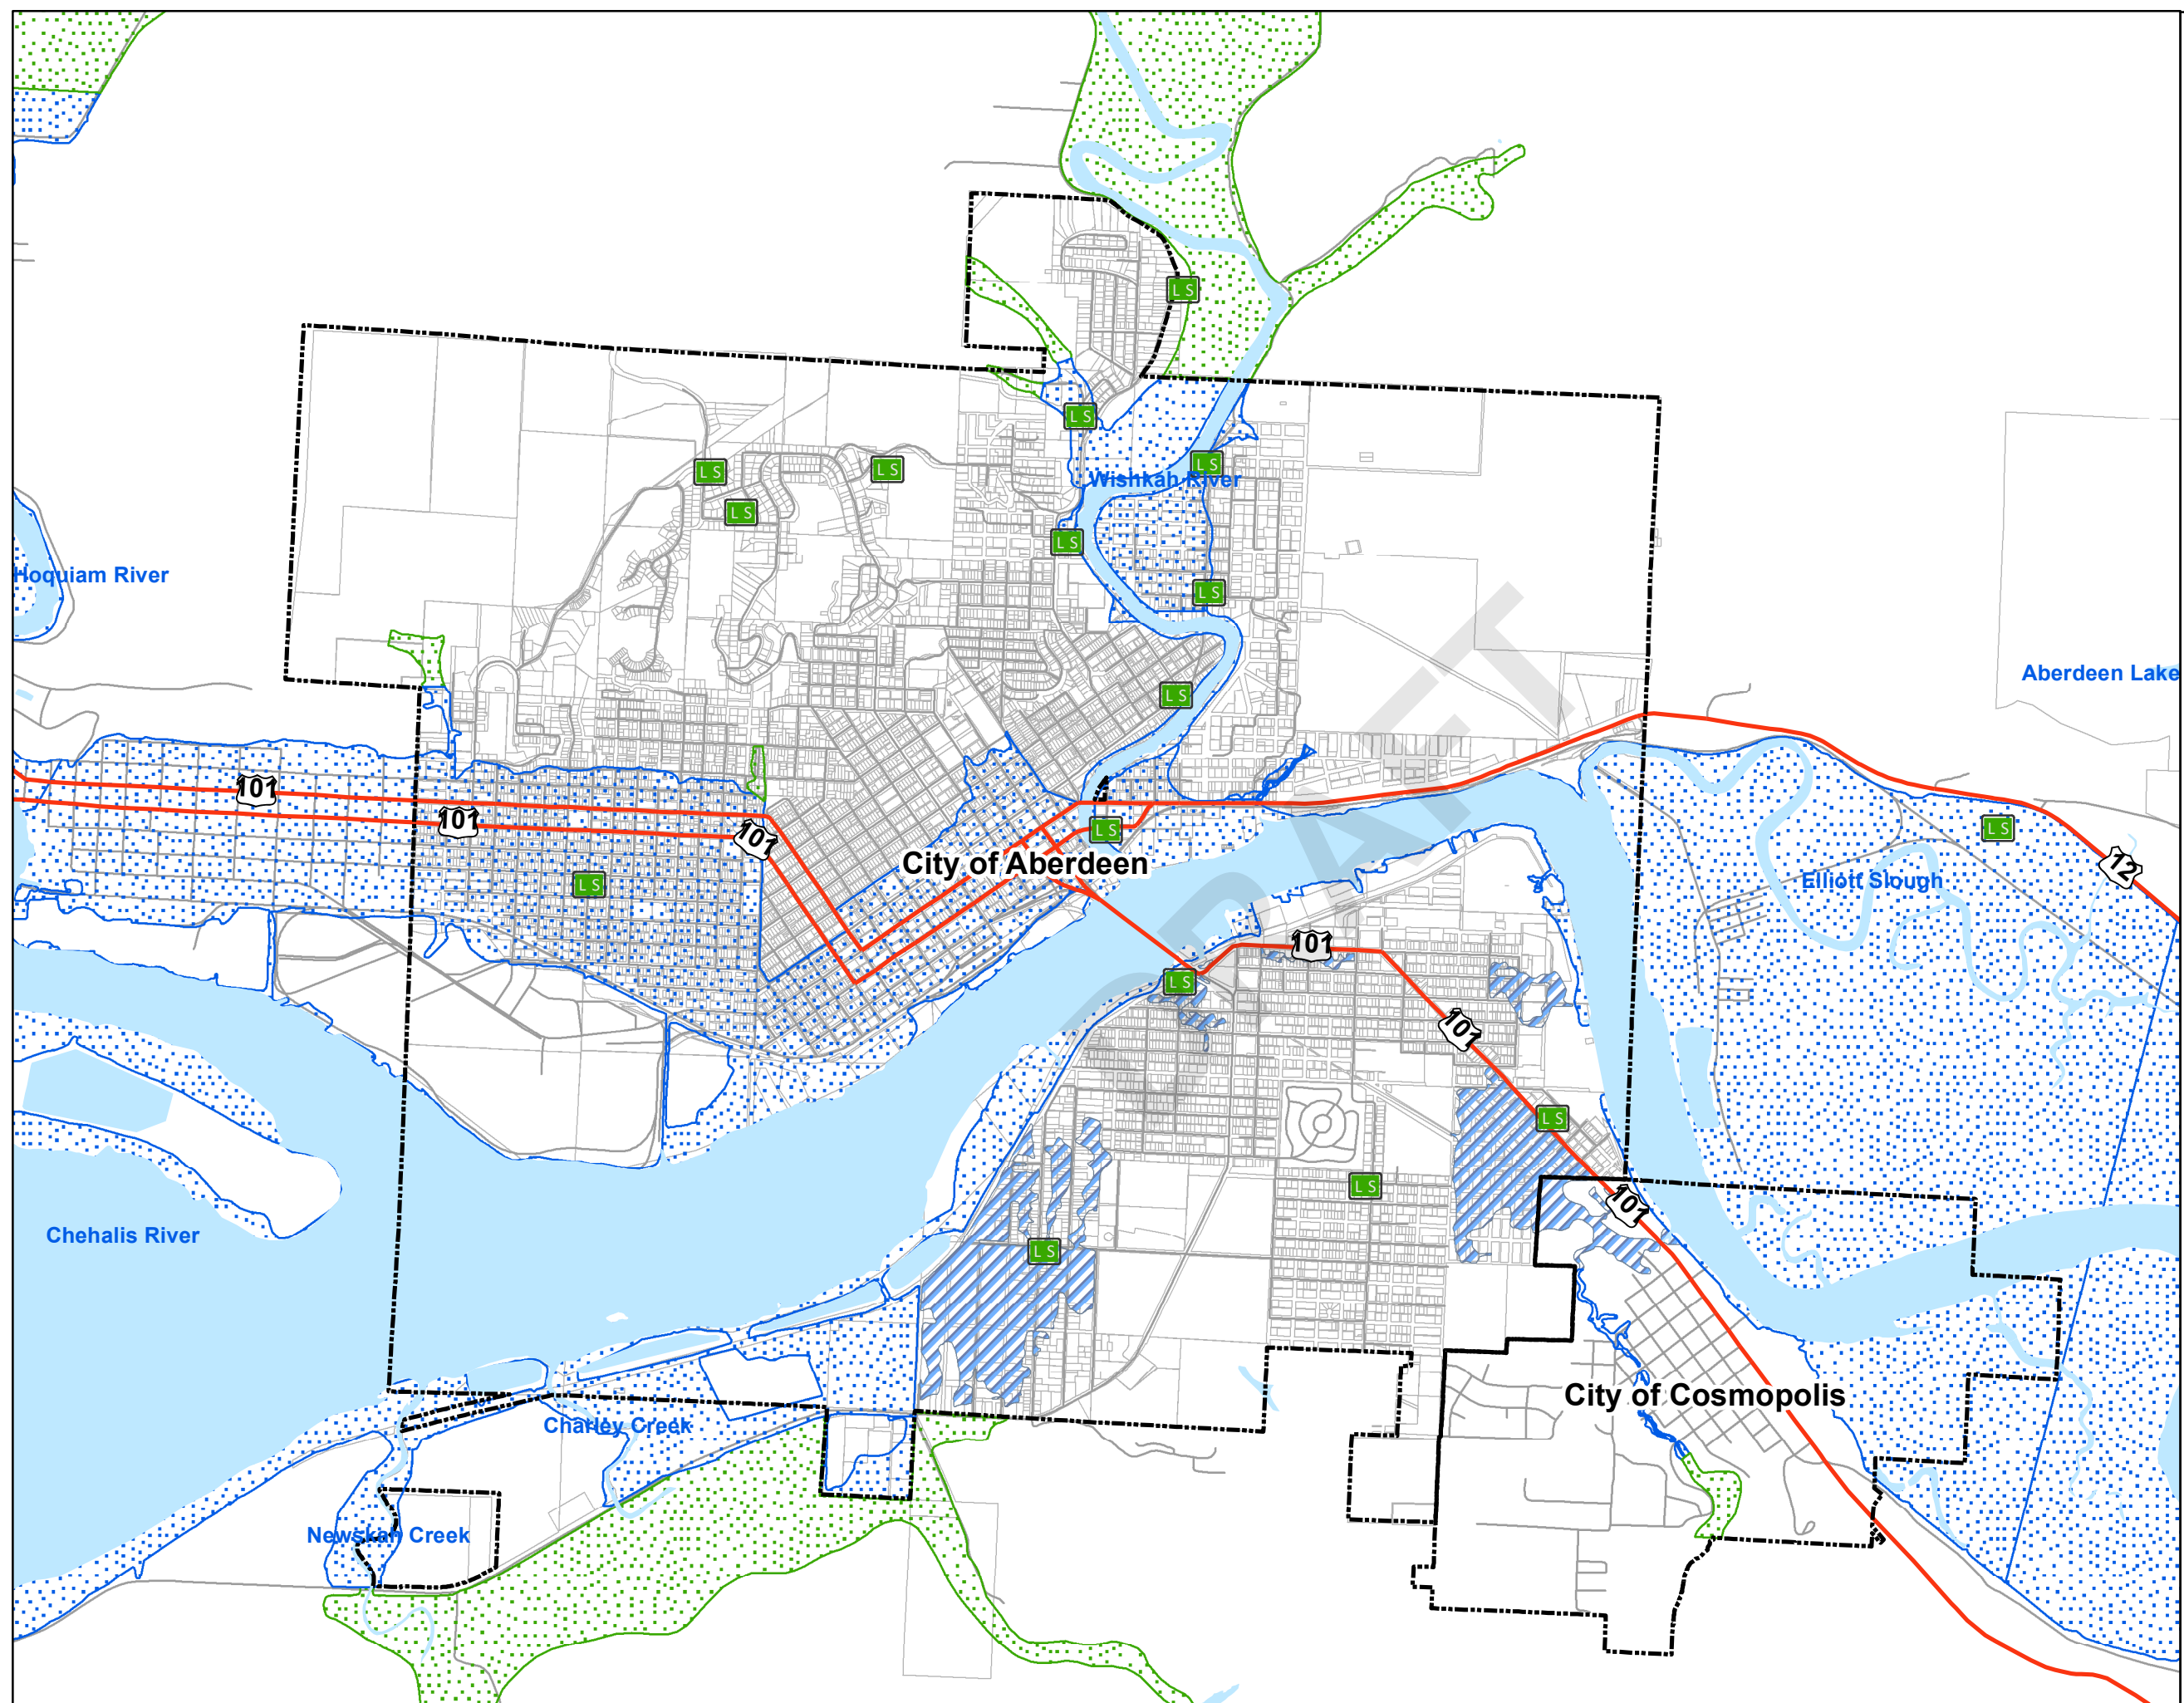 L S
L S
L S
L S
L S
Wishkah River
L S
L S
Hoquiam River
L S
Aberdeen Lake
L S
101
101
101
L S
L S
12
City of Aberdeen
L S
Elliott Slough
101
L S
101
DRAFT
L S
L S
101
Chehalis River
L S
City of Cosmopolis
Charley Creek
Newskah Creek